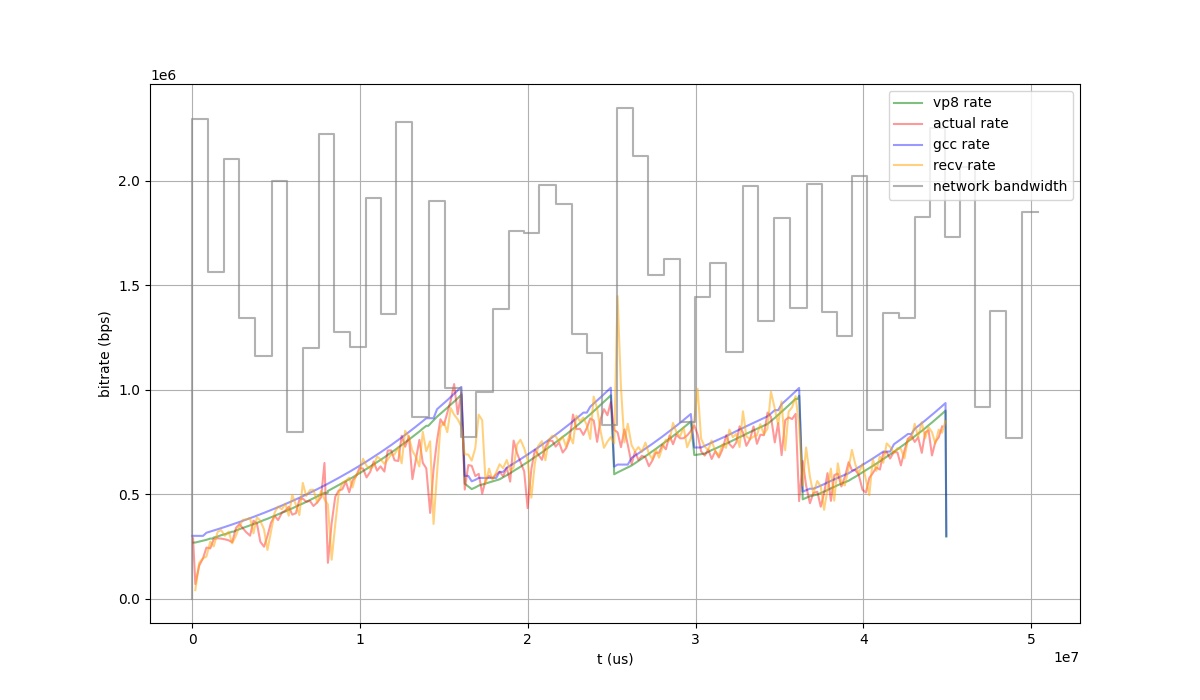 1e6
vp8 rate
actual rate
gcc rate
recv rate
network bandwidth
2.0
1.5
1.0
0.5
0.0
bitrate (bps)
0 1 2 3 4 5
t (us)
1e7